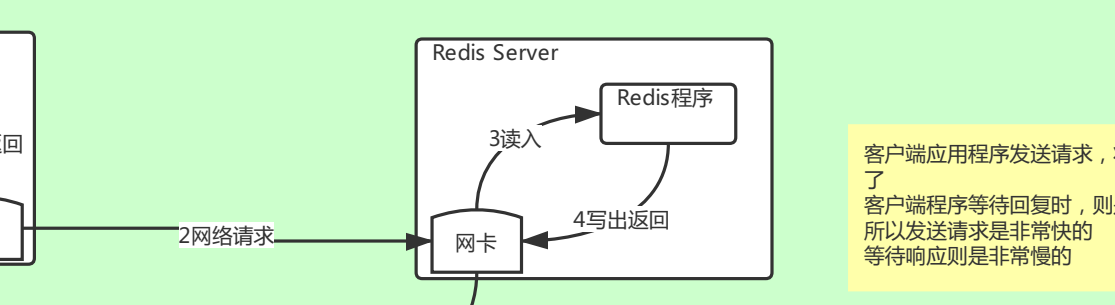 Redis Server
Redis程序
3读入
回
4写出返回
2网络请求
网卡
客户端应用程序发送请求，
了
客户端程序等待回复时，则
所以发送请求是非常快的
等待响应则是非常慢的